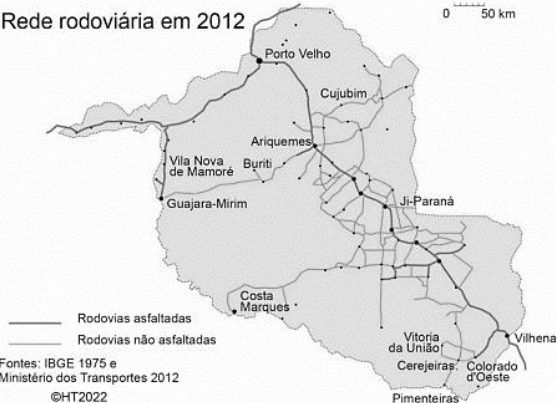 Rede rodoviária em 2012
0 50 km
Porto Velho
Cujubim
Ariquemes
Vila Nova
de Mamoré
Buriti
Guajara-Mirim
Ji-Paraná
Costa
Marques
Rodovias asfaltadas
Rodovias não asfaltadas
Vitoria
da União
Vilhena
Cerejeiras
Colorado
d'Oeste
Pimenteiras
Fontes: IBGE 1975 e
Ministério dos Transportes 2012
©HT2022